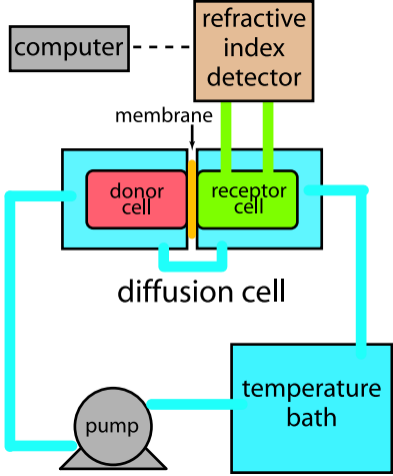 refractive
index
detector
computer
membrane
donor
cell
receptor
cell
diffusion cell
temperature
bath
pump